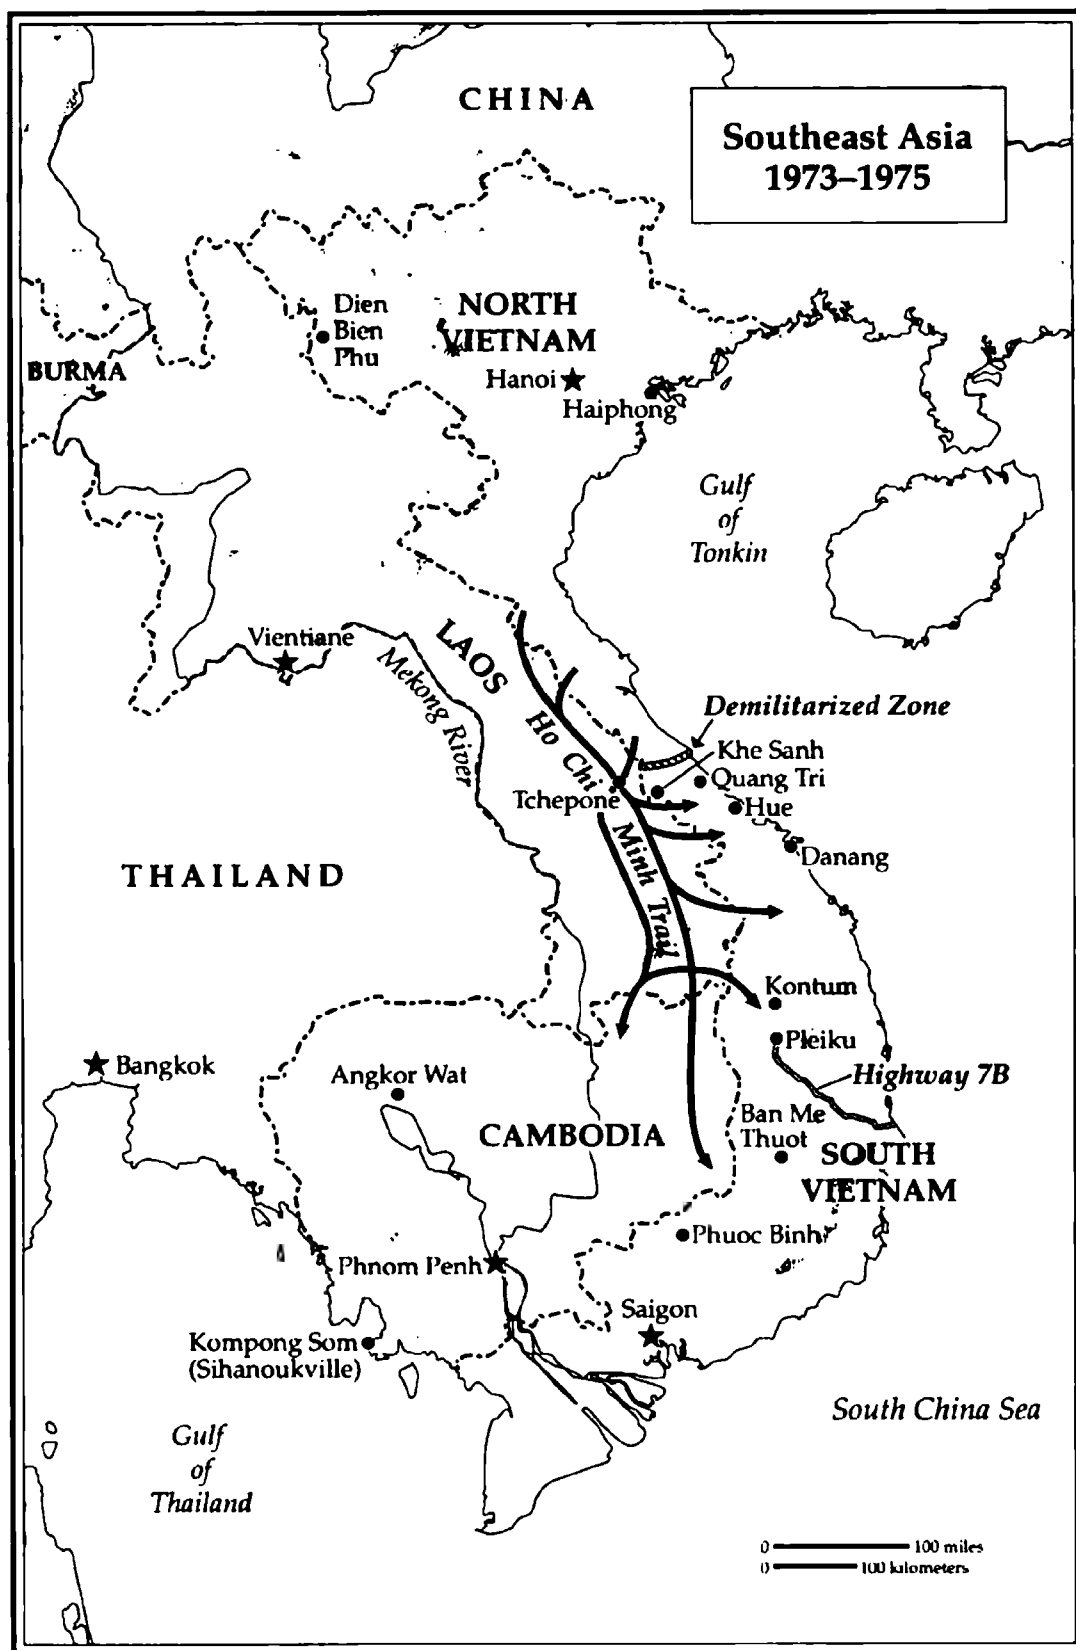 CHINA
Southeast Asia
1973–1975
Dien
Bien
Phu
NORTH
VIETNAM
BURMA
Hanoi
Haiphong
Gulf
of
Tonkin
Vientiane
LAOS
Mekong River
Demilitarized Zone
Ho Chi Minh Trail
Khe Sanh
Quang Tri
Tchepone
Hue
Danang
THAILAND
Kontum
Pleiku
Bangkok
Angkor Wat
Highway 7B
Ban Me
Thuot
CAMBODIA
SOUTH
VIETNAM
Phuoc Binh
Phnom Penh
Saigon
Kompong Som
(Sihanoukville)
South China Sea
Gulf
of
Thailand
0 100 miles
0 100 kilometers